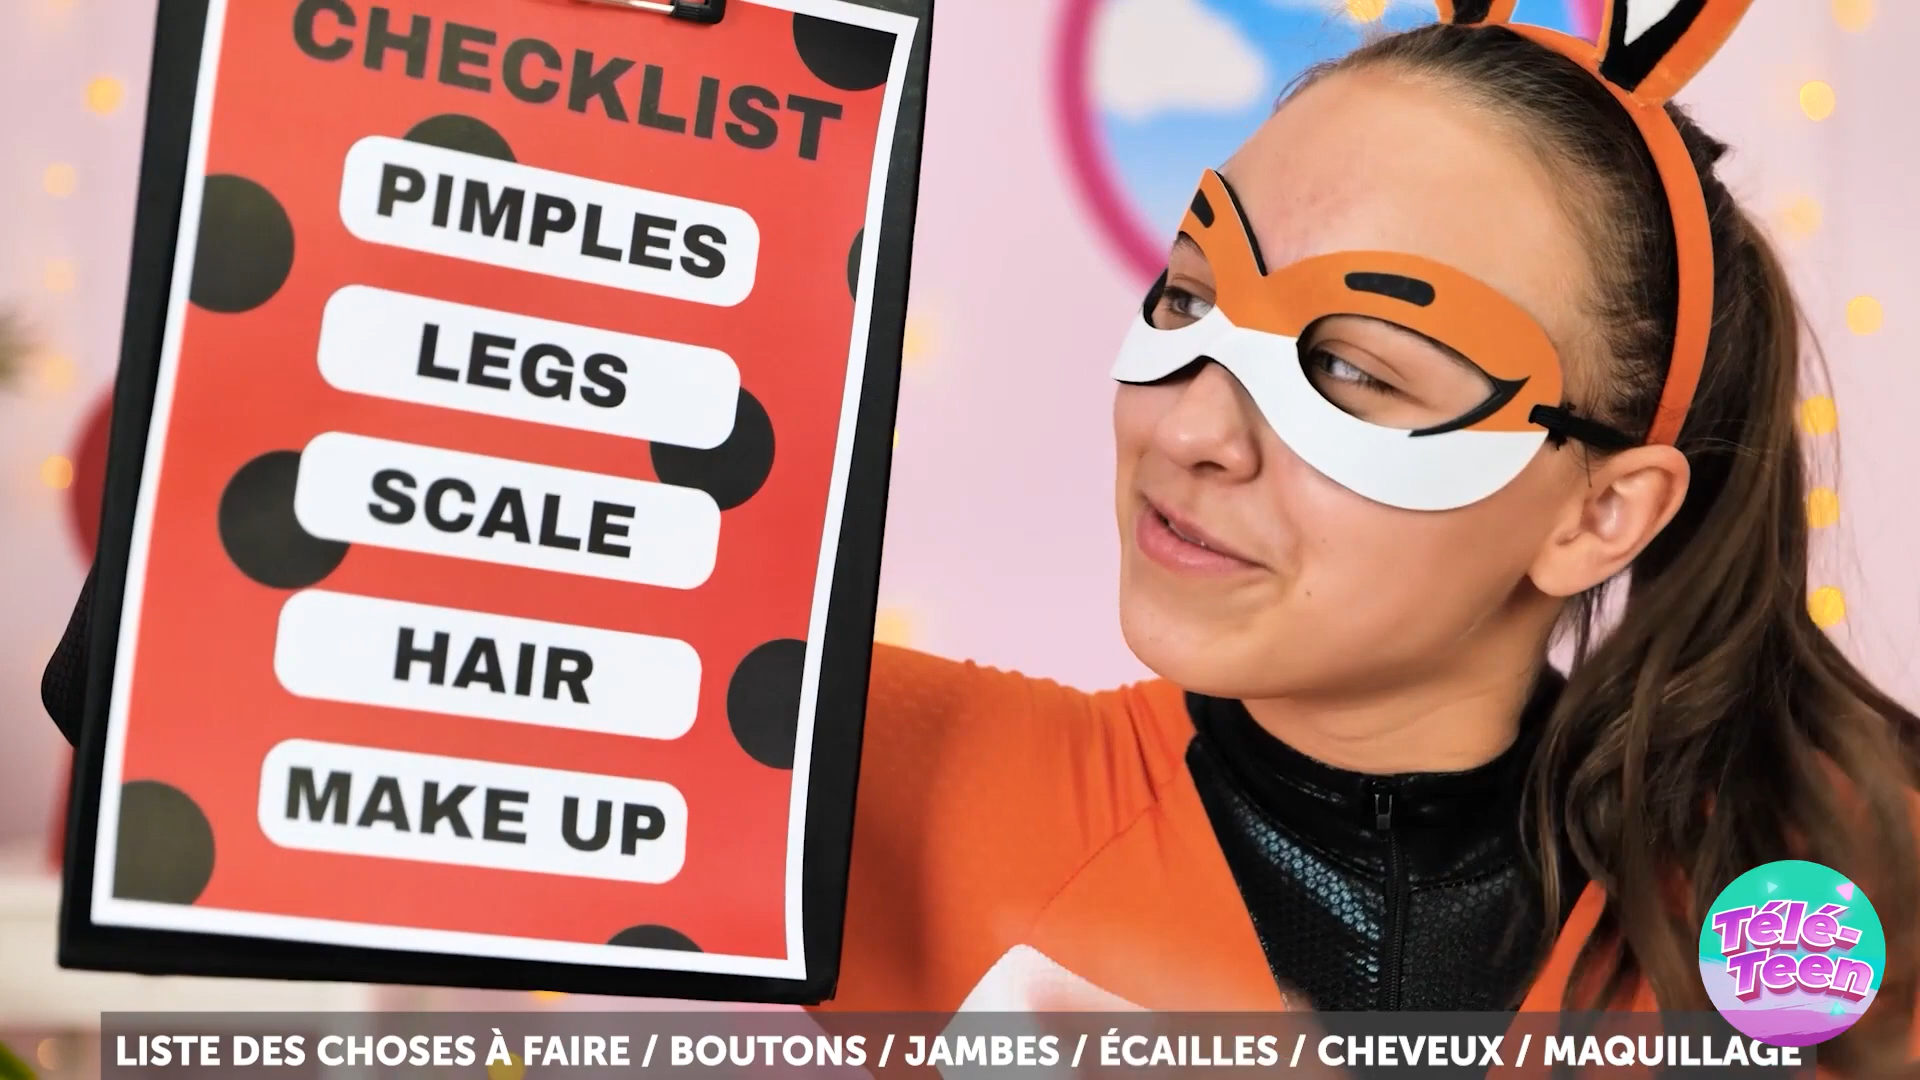 CHECKLIST
PIMPLES
LEGS
SCALE
HAIR
MAKE UP
Télé-
Teen
LISTE DES CHOSES À FAIRE / BOUTONS / JAMBES / ÉCAILLES / CHEVEUX / MAQUILLAGE